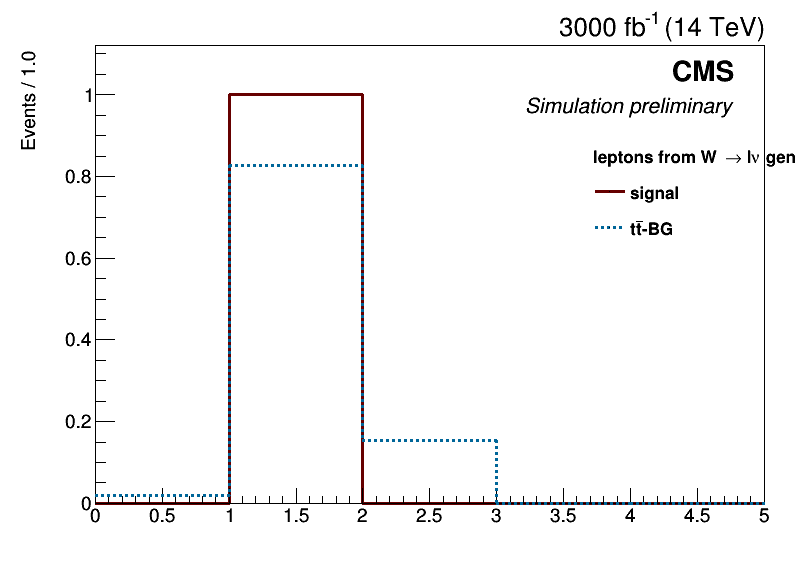 3000 fb⁻¹ (14 TeV)
Events / 1.0
CMS
Simulation preliminary
leptons from W → lν gen
signal
tt̄-BG
1
0.8
0.6
0.4
0.2
0
0 0.5 1 1.5 2 2.5 3 3.5 4 4.5 5